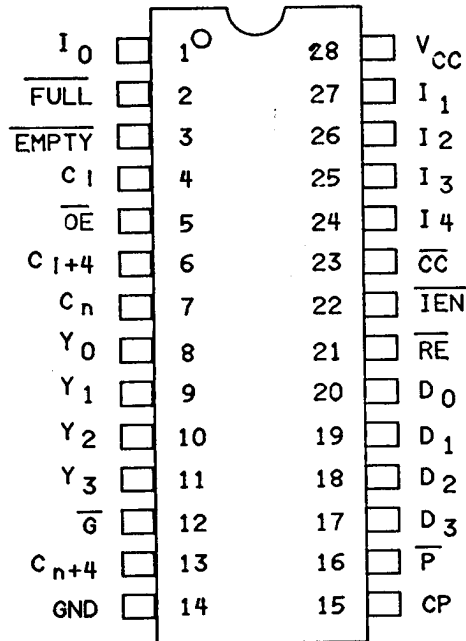 I0 1 28 VCC
FULL 2 27 I1
EMPTY 3 26 I2
CI 4 25 I3
OE 5 24 I4
CI+4 6 23 CC
Cn 7 22 IEN
Y0 8 21 RE
Y1 9 20 D0
Y2 10 19 D1
Y3 11 18 D2
G 12 17 D3
Cn+4 13 16 P
GND 14 15 CP